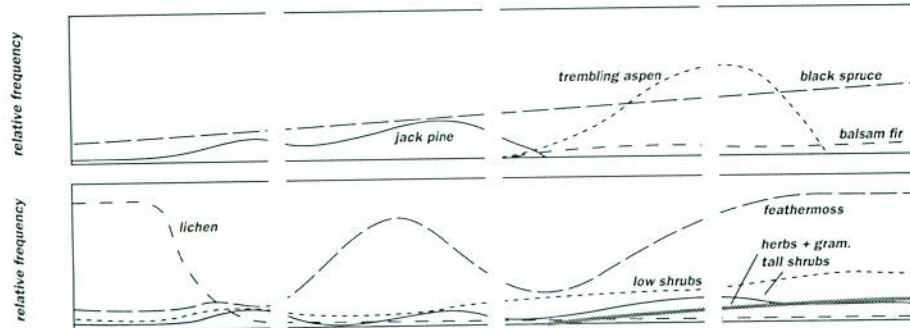 relative frequency
trembling aspen
black spruce
jack pine
balsam fir
relative frequency
lichen
feathermoss
herbs + gram.
tall shrubs
low shrubs